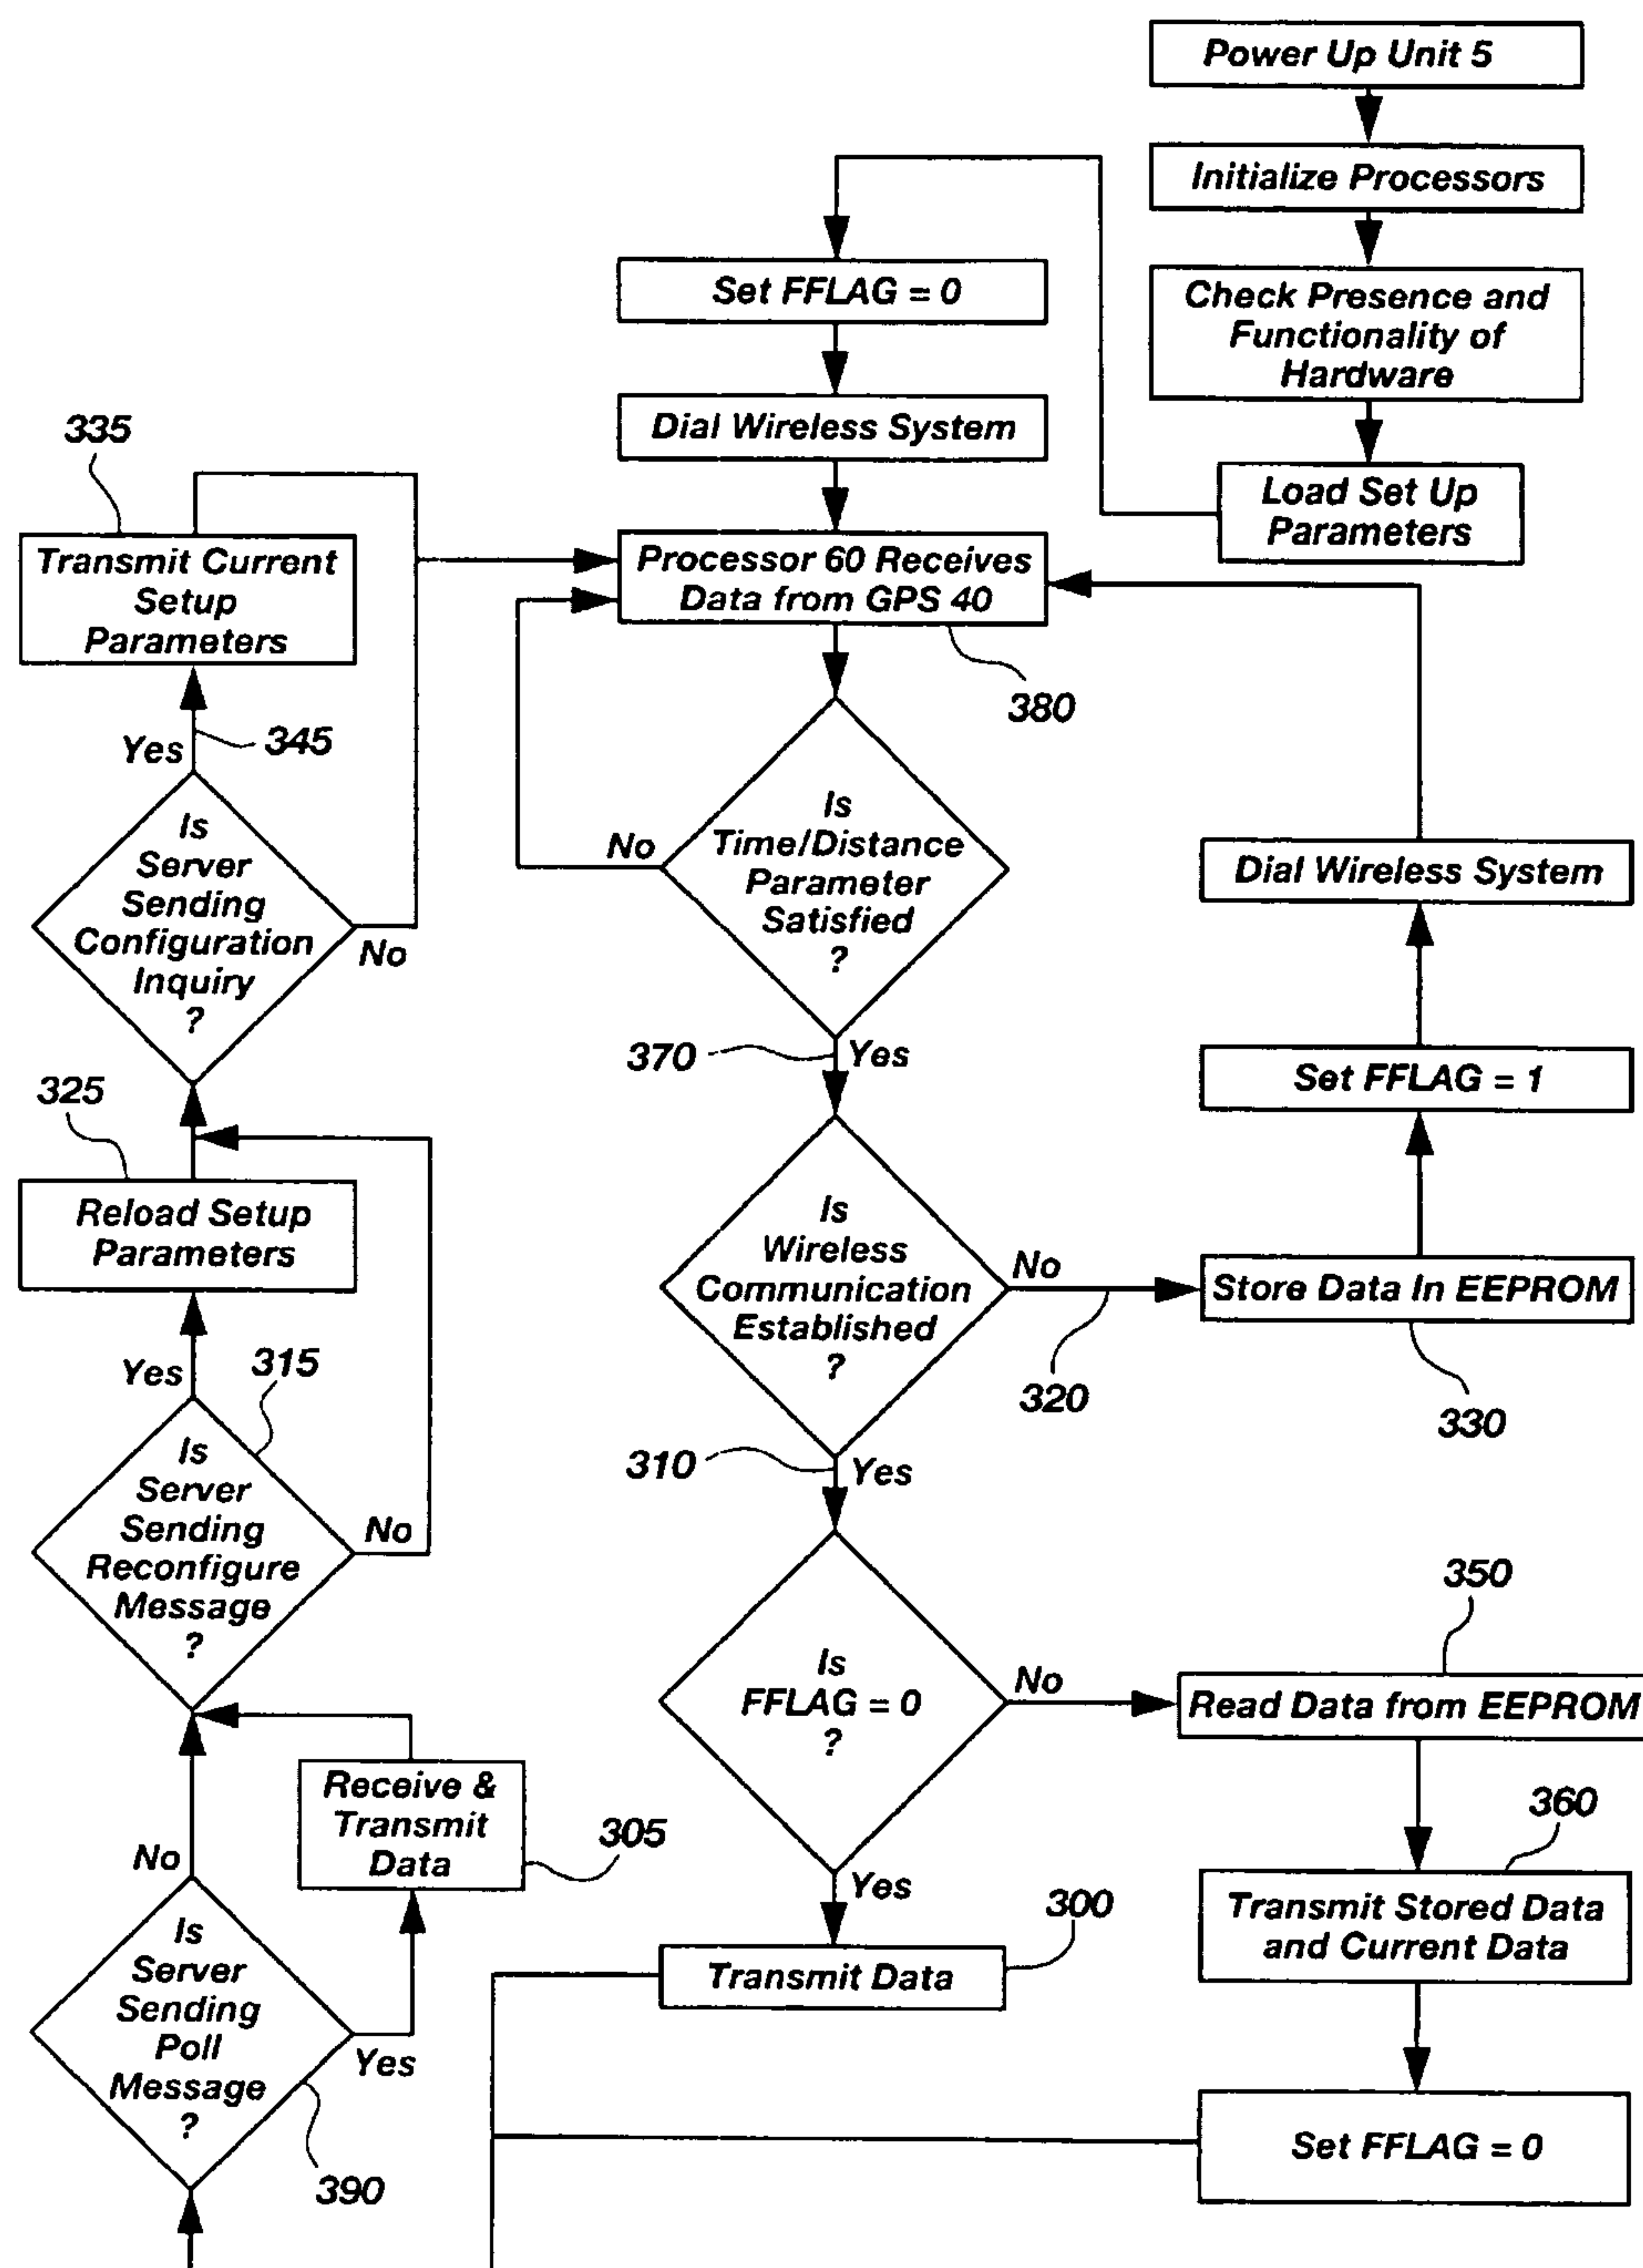 Power Up Unit 5
Initialize Processors
Check Presence and
Functionality of
Hardware
Load Set Up
Parameters
Set FFLAG = 0
Dial Wireless System
Processor 60 Receives
Data from GPS 40
380
Is
Time/Distance
Parameter
Satisfied
?
No
370
Yes
Is
Wireless
Communication
Established
?
No
320
Store Data In EEPROM
330
Set FFLAG = 1
Dial Wireless System
310
Yes
Is
FFLAG = 0
?
No
350
Read Data from EEPROM
360
Transmit Stored Data
and Current Data
Set FFLAG = 0
Yes
300
Transmit Data
Is
Server
Sending
Poll
Message
?
390
Yes
No
Receive &
Transmit
Data
305
Is
Server
Sending
Reconfigure
Message
?
315
No
Yes
325
Reload Setup
Parameters
Is
Server
Sending
Configuration
Inquiry
?
No
Yes
345
335
Transmit Current
Setup
Parameters